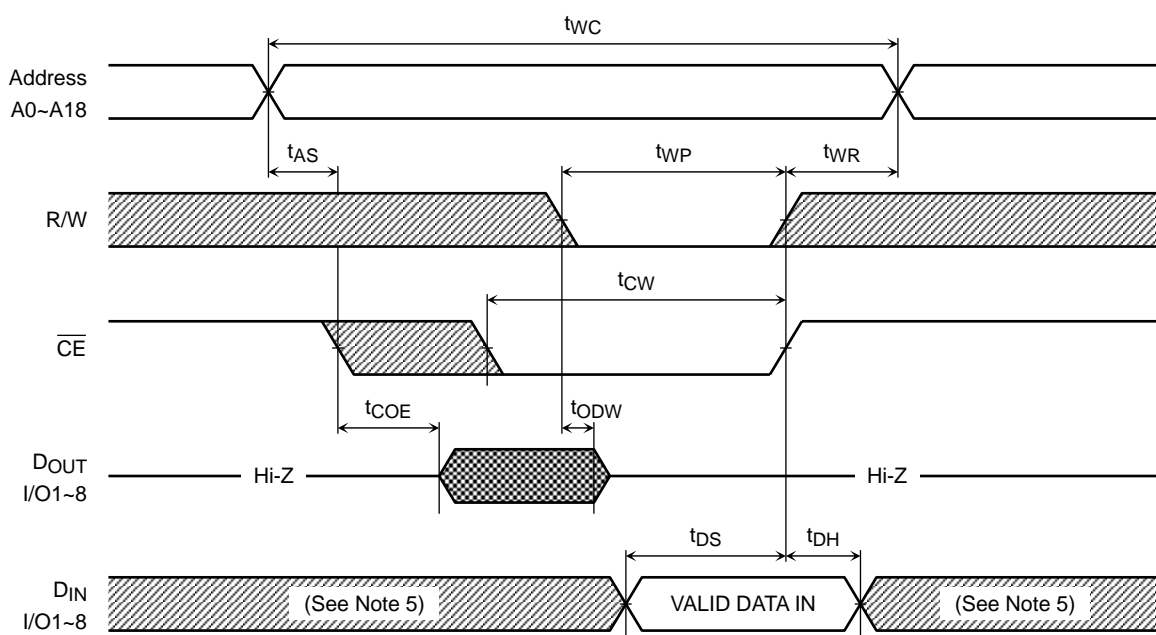 tWC
Address
A0~A18
tAS
tWP
tWR
R/W
tCW
CE
tCOE
tODW
DOUT
I/O1~8
Hi-Z
Hi-Z
tDS
tDH
DIN
I/O1~8
(See Note 5)
VALID DATA IN
(See Note 5)